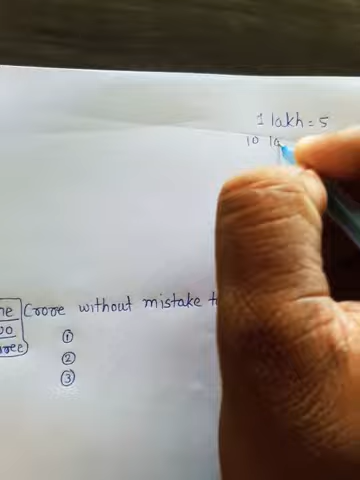 1 lakh = 5
10 la
Crore without mistake
①
②
③